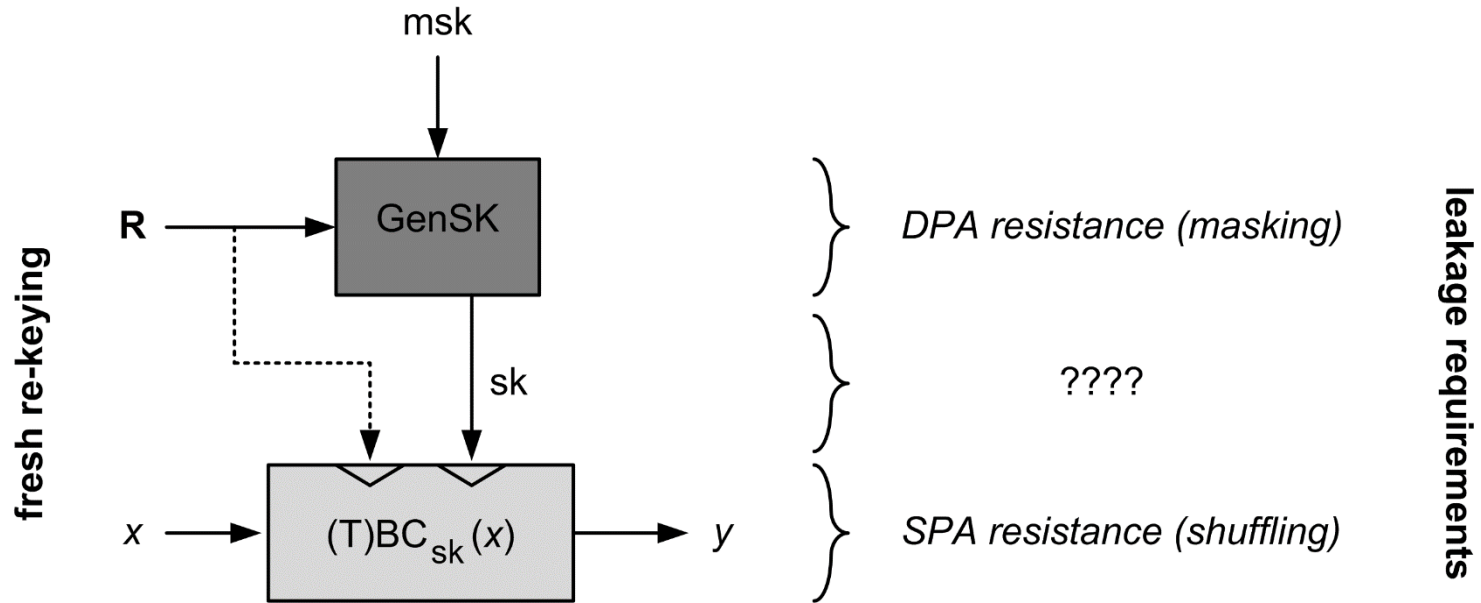 msk
R
GenSK
DPA resistance (masking)
sk
????
x
(T)BCsk(x)
y
SPA resistance (shuffling)
fresh re-keying
leakage requirements